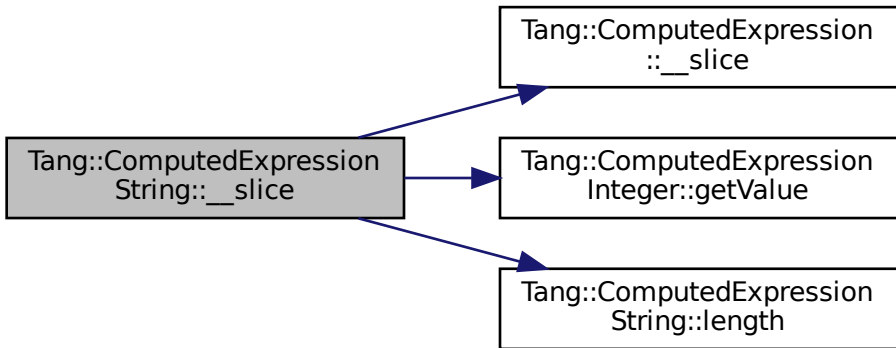 Tang::ComputedExpression
String::__slice
Tang::ComputedExpression
::__slice
Tang::ComputedExpression
Integer::getValue
Tang::ComputedExpression
String::length